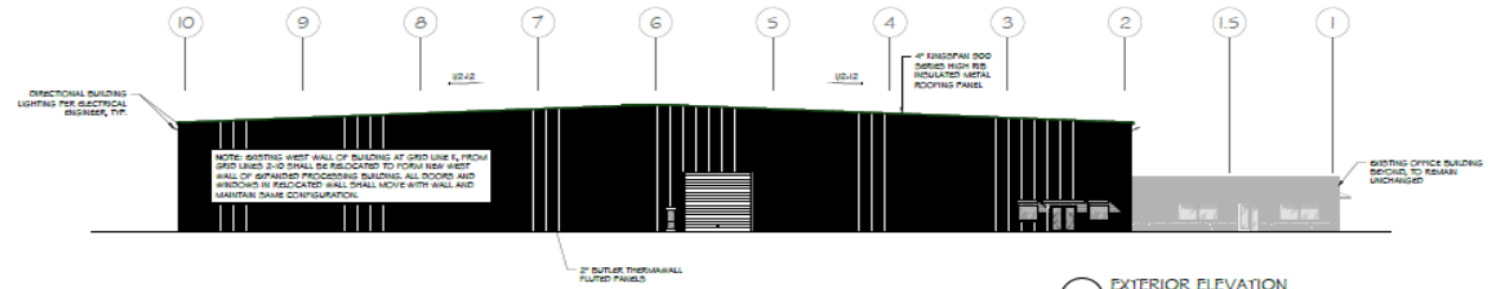 10 9 8 7 6 5 4 3 2 1.5 1
1/2:12
1/2:12
4" KINGSPAN 900
SERIES HIGH RIB
INSULATED METAL
ROOFING PANEL
DIRECTIONAL BUILDING
LIGHTING PER ELECTRICAL
ENGINEER, TYP.
NOTE: EXISTING WEST WALL OF BUILDING AT GRID LINE F, FROM
GRID LINES 2-10 SHALL BE RELOCATED TO FORM NEW WEST
WALL OF EXPANDED PROCESSING BUILDING. ALL DOORS AND
WINDOWS IN RELOCATED WALL SHALL MOVE WITH WALL AND
MAINTAIN SAME CONFIGURATION.
EXISTING OFFICE BUILDING
BEYOND, TO REMAIN
UNCHANGED
2" BUTLER THERMAWALL
FLUTED PANELS
EXTERIOR ELEVATION